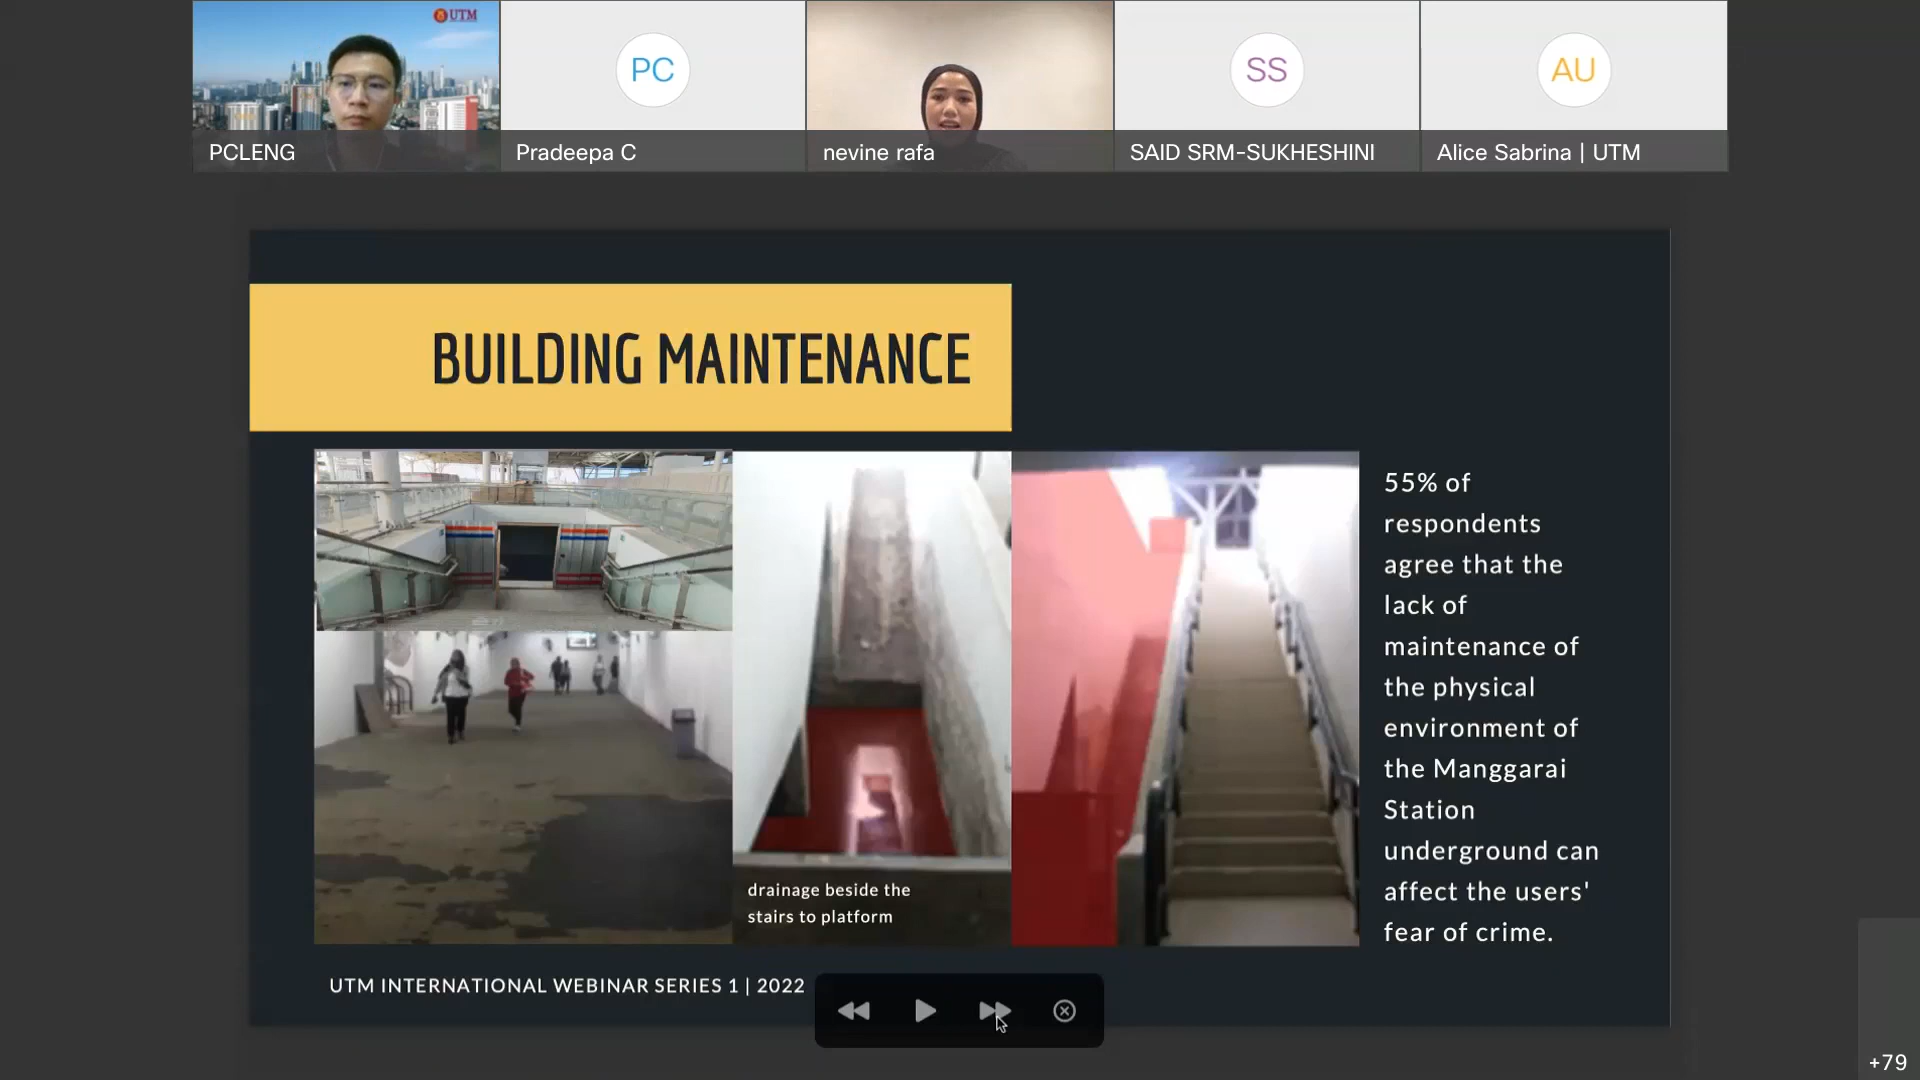 UTM
PC
SS
AU
PCLENG
Pradeepa C
nevine rafa
SAID SRM-SUKHESHINI
Alice Sabrina | UTM
BUILDING MAINTENANCE
55% of
respondents
agree that the
lack of
maintenance of
the physical
environment of
the Manggarai
Station
underground can
affect the users'
fear of crime.
drainage beside the
stairs to platform
UTM INTERNATIONAL WEBINAR SERIES 1 | 2022
+79